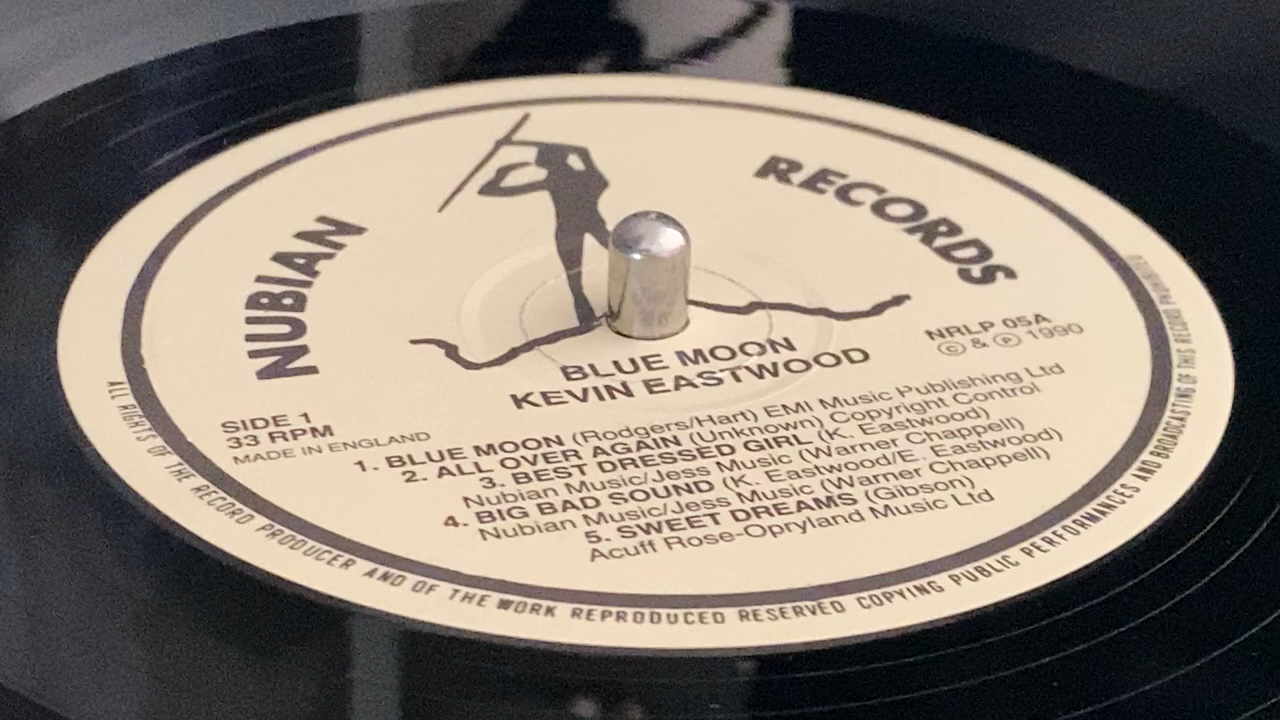 NUBIAN RECORDS
NRLP 05A
© & ℗ 1990
BLUE MOON
KEVIN EASTWOOD
SIDE 1
33 RPM
MADE IN ENGLAND
1. BLUE MOON (Rodgers/Hart) EMI Music Publishing Ltd
2. ALL OVER AGAIN (Unknown) Copyright Control
3. BEST DRESSED GIRL (K. Eastwood)
Nubian Music/Jess Music (Warner Chappell)
4. BIG BAD SOUND (K. Eastwood/E. Eastwood)
Nubian Music/Jess Music (Warner Chappell)
5. SWEET DREAMS (Gibson)
Acuff Rose-Opryland Music Ltd
ALL RIGHTS OF THE RECORD PRODUCER AND OF THE WORK REPRODUCED RESERVED COPYING PUBLIC PERFORMANCES AND BROADCASTING OF THIS RECORD PROHIBITED